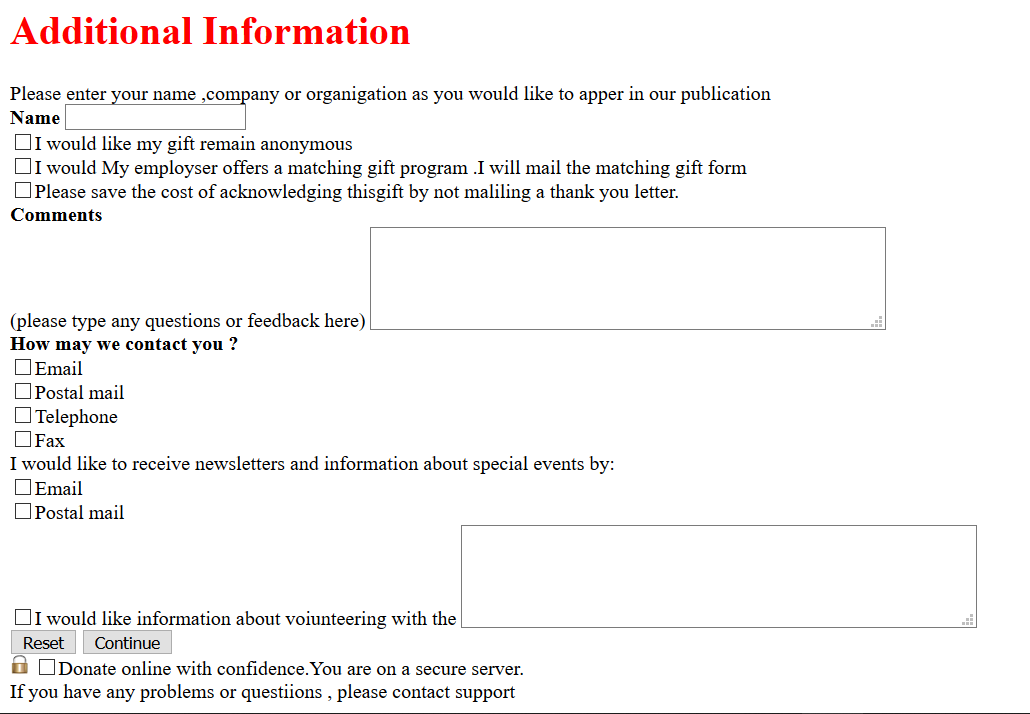 Additional Information
Please enter your name ,company or organigation as you would like to apper in our publication
Name
I would like my gift remain anonymous
I would My employser offers a matching gift program .I will mail the matching gift form
Please save the cost of acknowledging thisgift by not maliling a thank you letter.
Comments
(please type any questions or feedback here)
How may we contact you ?
Email
Postal mail
Telephone
Fax
I would like to receive newsletters and information about special events by:
Email
Postal mail
I would like information about voiunteering with the
Reset Continue
Donate online with confidence.You are on a secure server.
If you have any problems or questiions , please contact support